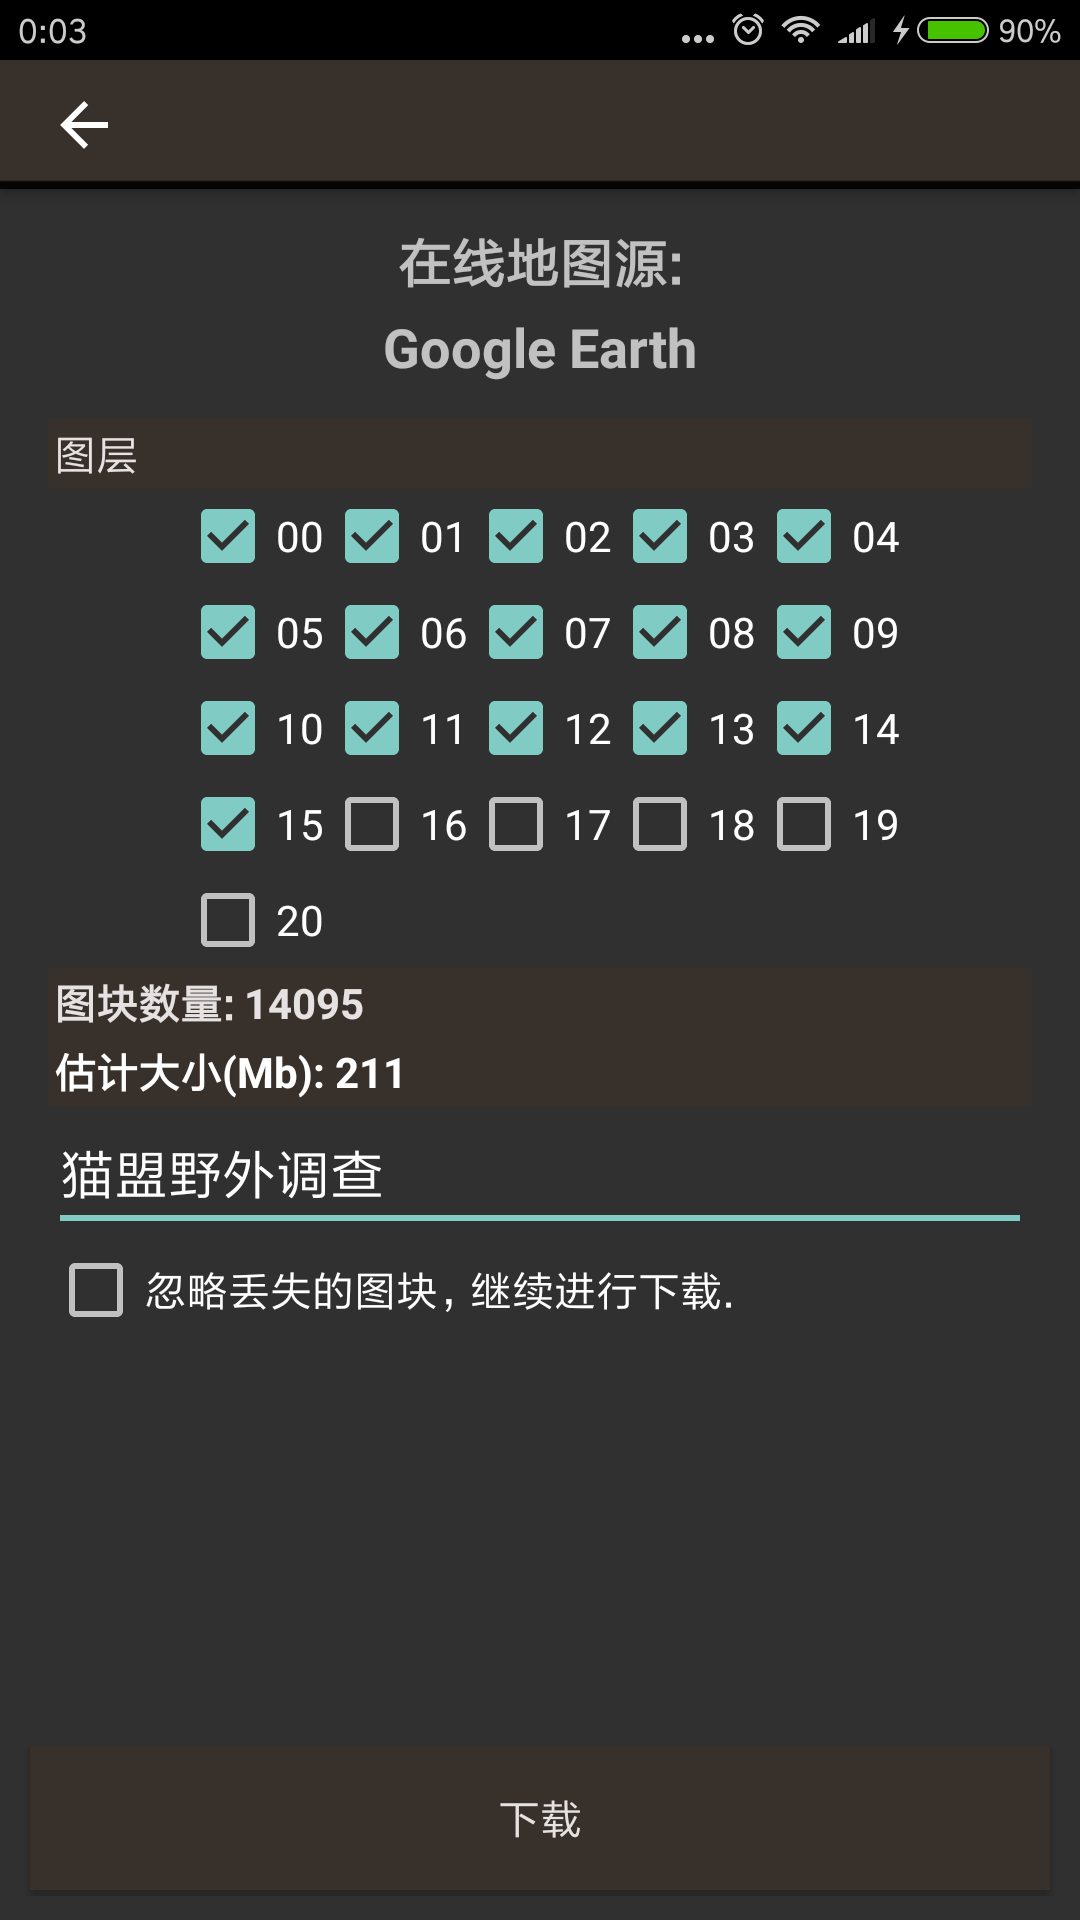 0:03 90%
在线地图源:
Google Earth
图层
00 01 02 03 04
05 06 07 08 09
10 11 12 13 14
15 16 17 18 19
20
图块数量: 14095
估计大小(Mb): 211
猫盟野外调查
忽略丢失的图块, 继续进行下载.
下载